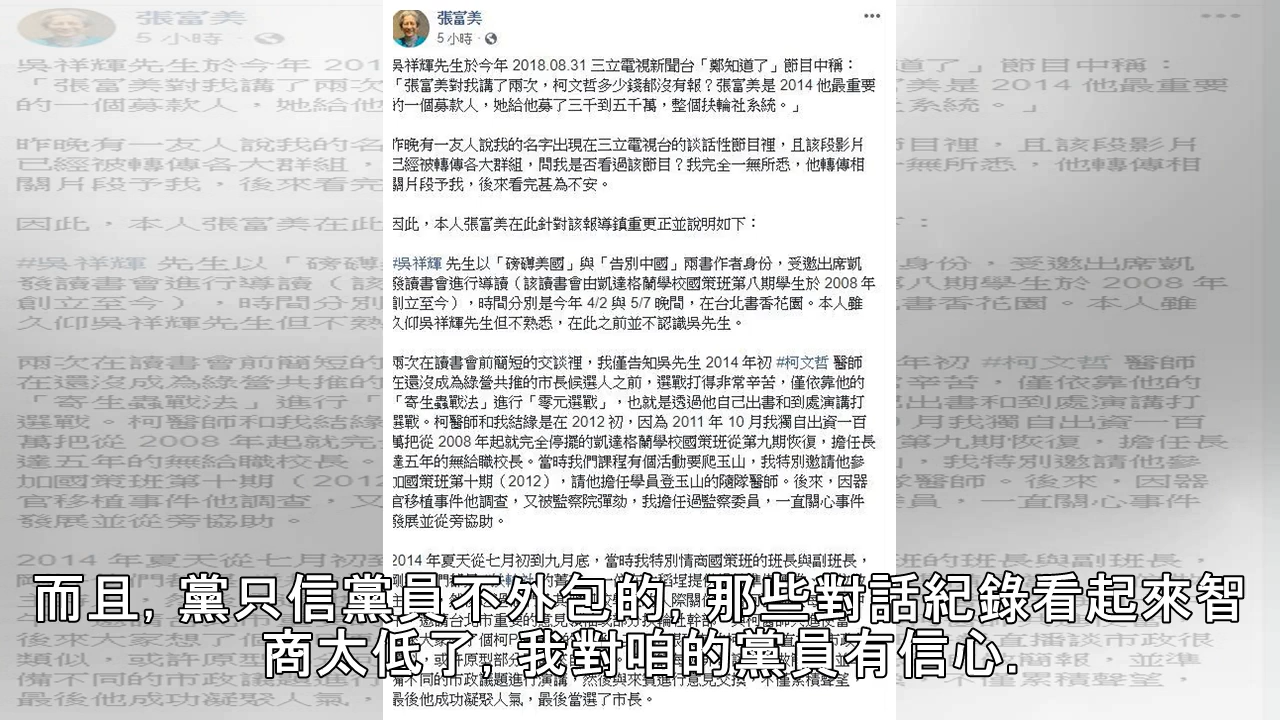 張富美
5 小時
吳祥輝先生於今年 2018.08.31 三立電視新聞台「鄭知道了」節目中稱：
「張富美對我講了兩次，柯文哲多少錢都沒有報？張富美是 2014 他最重要
的一個募款人，她給他募了三千到五千萬，整個扶輪社系統。」
昨晚有一友人說我的名字出現在三立電視台的談話性節目裡，且該段影片
已經被轉傳各大群組，問我是否看過該節目？我完全一無所悉，他轉傳相
關片段予我，後來看完甚為不安。
因此，本人張富美在此針對該報導鎮重更正並說明如下：
#吳祥輝 先生以「磅礴美國」與「告別中國」兩書作者身份，受邀出席凱
發讀書會進行導讀（該讀書會由凱達格蘭學校國策班第八期學生於 2008 年
創立至今），時間分別是今年 4/2 與 5/7 晚間，在台北書香花園。本人雖
久仰吳祥輝先生但不熟悉，在此之前並不認識吳先生。
兩次在讀書會前簡短的交談裡，我僅告知吳先生 2014 年初 #柯文哲 醫師
在還沒成為綠營共推的市長候選人之前，選戰打得非常辛苦，僅依靠他的
「寄生蟲戰法」進行「零元選戰」，也就是透過他自己出書和到處演講打
選戰。柯醫師和我結緣是在 2012 初，因為 2011 年 10 月我獨自出資一百
萬把從 2008 年起就完全停擺的凱達格蘭學校國策班從第九期恢復，擔任長
達五年的無給職校長。當時我們課程有個活動要爬玉山，我特別邀請他參
加國策班第十期（2012），請他擔任學員登玉山的隨隊醫師。後來，因器
官移植事件他調查，又被監察院彈劾，我擔任過監察委員，一直關心事件
發展並從旁協助。
2014 年夏天從七月初到九月底，當時我特別情商國策班的班長與副班長，
而且, 黨只信黨員不外包的, 那些對話紀錄看起來智
商太低了, 我對咱的黨員有信心.
備不同的市政議題進行演講，然後與來賓進行意見交換，不僅累積聲望，
最後他成功凝聚人氣，最後當選了市長。